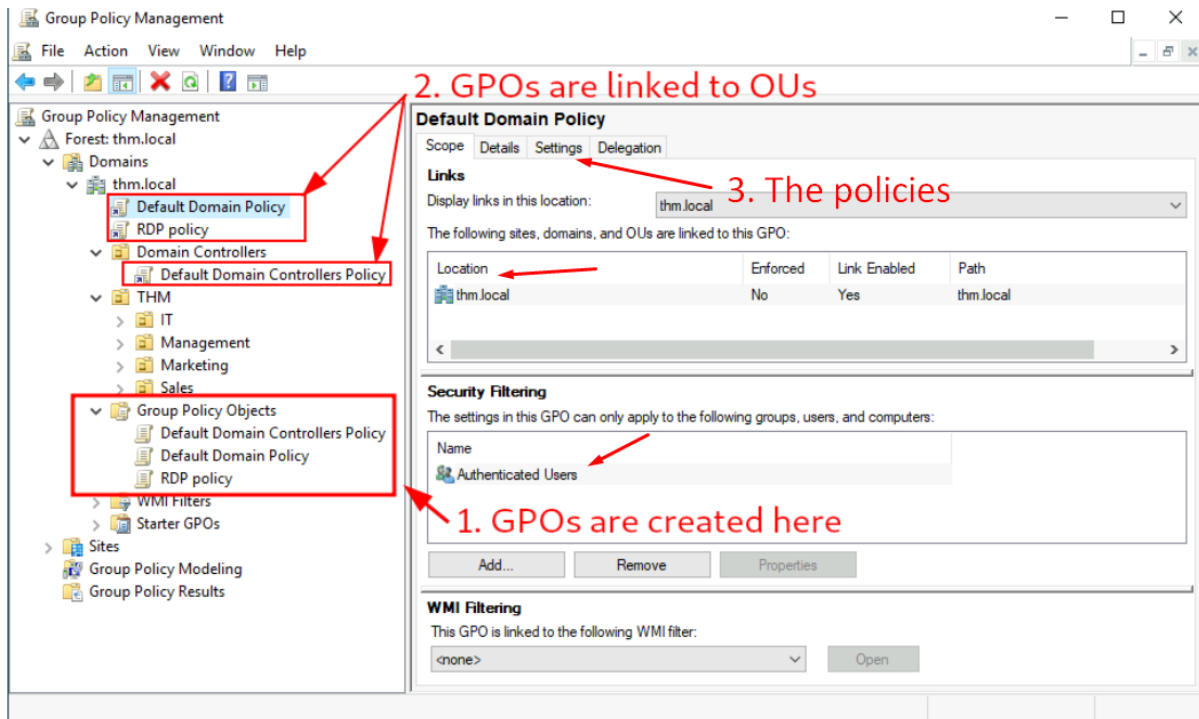 Group Policy Management
File Action View Window Help
2. GPOs are linked to OUs
Group Policy Management
Forest: thm.local
Domains
thm.local
Default Domain Policy
RDP policy
Domain Controllers
Default Domain Controllers Policy
THM
IT
Management
Marketing
Sales
Group Policy Objects
Default Domain Controllers Policy
Default Domain Policy
RDP policy
WMI Filters
Starter GPOs
Sites
Group Policy Modeling
Group Policy Results
1. GPOs are created here
Default Domain Policy
Scope Details Settings Delegation
3. The policies
Links
Display links in this location: thm.local
The following sites, domains, and OUs are linked to this GPO:
Location Enforced Link Enabled Path
thm.local No Yes thm.local
Security Filtering
The settings in this GPO can only apply to the following groups, users, and computers:
Name
Authenticated Users
Add... Remove Properties
WMI Filtering
This GPO is linked to the following WMI filter:
<none> Open